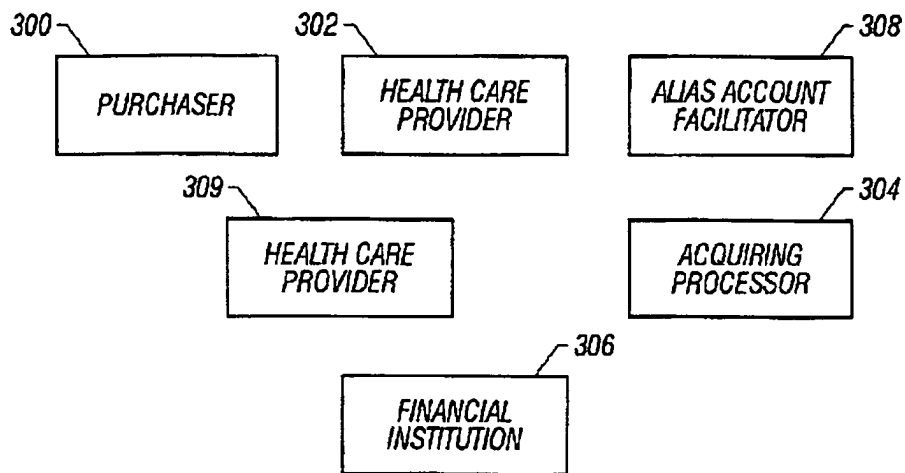 300
302
308
PURCHASER
HEALTH CARE
PROVIDER
ALIAS ACCOUNT
FACILITATOR
309
304
HEALTH CARE
PROVIDER
ACQUIRING
PROCESSOR
306
FINANCIAL
INSTITUTION